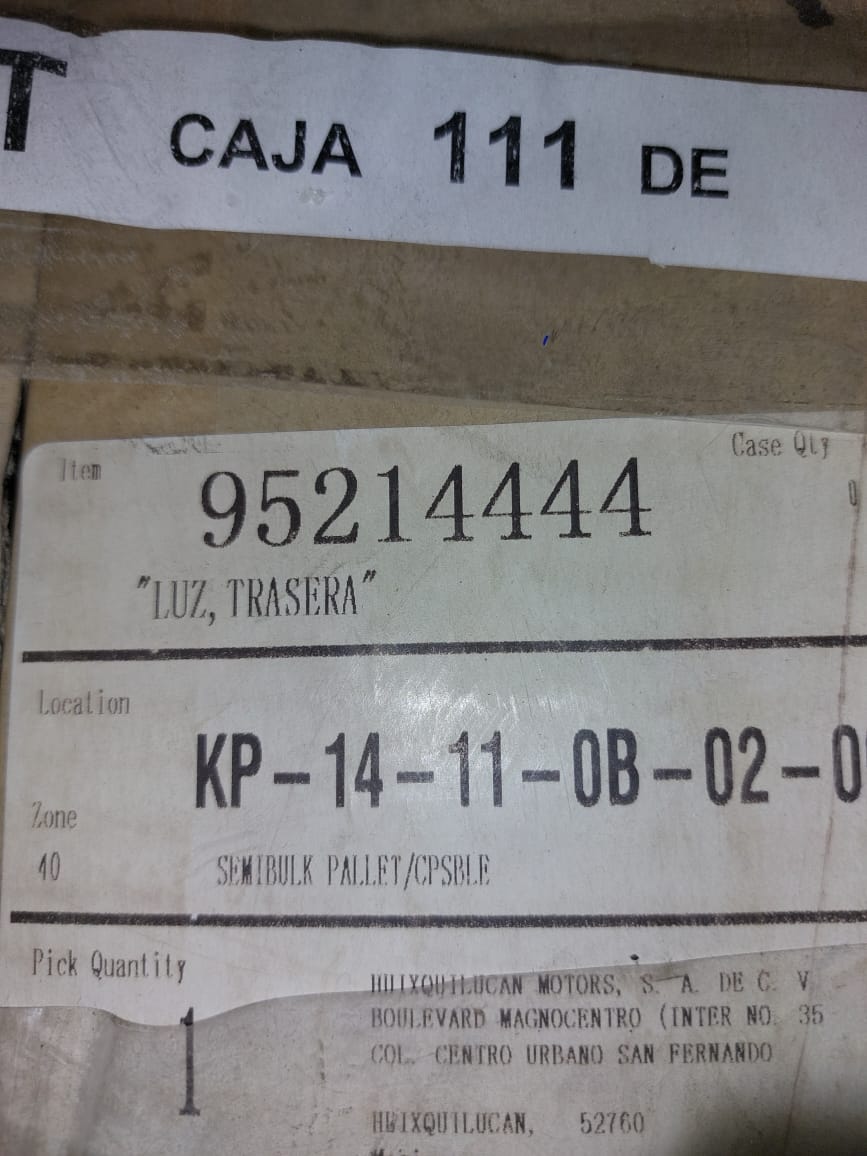 T CAJA 111 DE
Item
Case Qty
95214444
0
"LUZ, TRASERA"
Location
KP-14-11-0B-02-0
Zone
40
SEMIBULK PALLET/CPSBLE
Pick Quantity
1
HUIXQUILUCAN MOTORS, S. A. DE C. V
BOULEVARD MAGNOCENTRO (INTER NO. 35
COL. CENTRO URBANO SAN FERNANDO
HUIXQUILUCAN, 52760